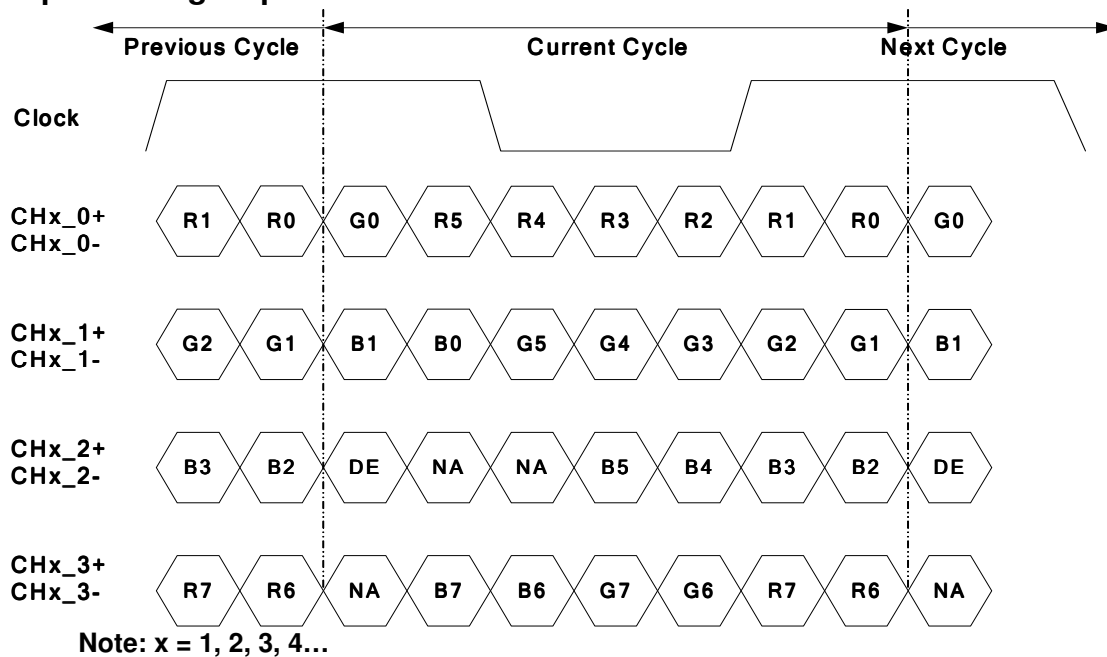 Previous Cycle Current Cycle Next Cycle
Clock
CHx_0+
CHx_0-
R1 R0 G0 R5 R4 R3 R2 R1 R0 G0
CHx_1+
CHx_1-
G2 G1 B1 B0 G5 G4 G3 G2 G1 B1
CHx_2+
CHx_2-
B3 B2 DE NA NA B5 B4 B3 B2 DE
CHx_3+
CHx_3-
R7 R6 NA B7 B6 G7 G6 R7 R6 NA
Note: x = 1, 2, 3, 4...